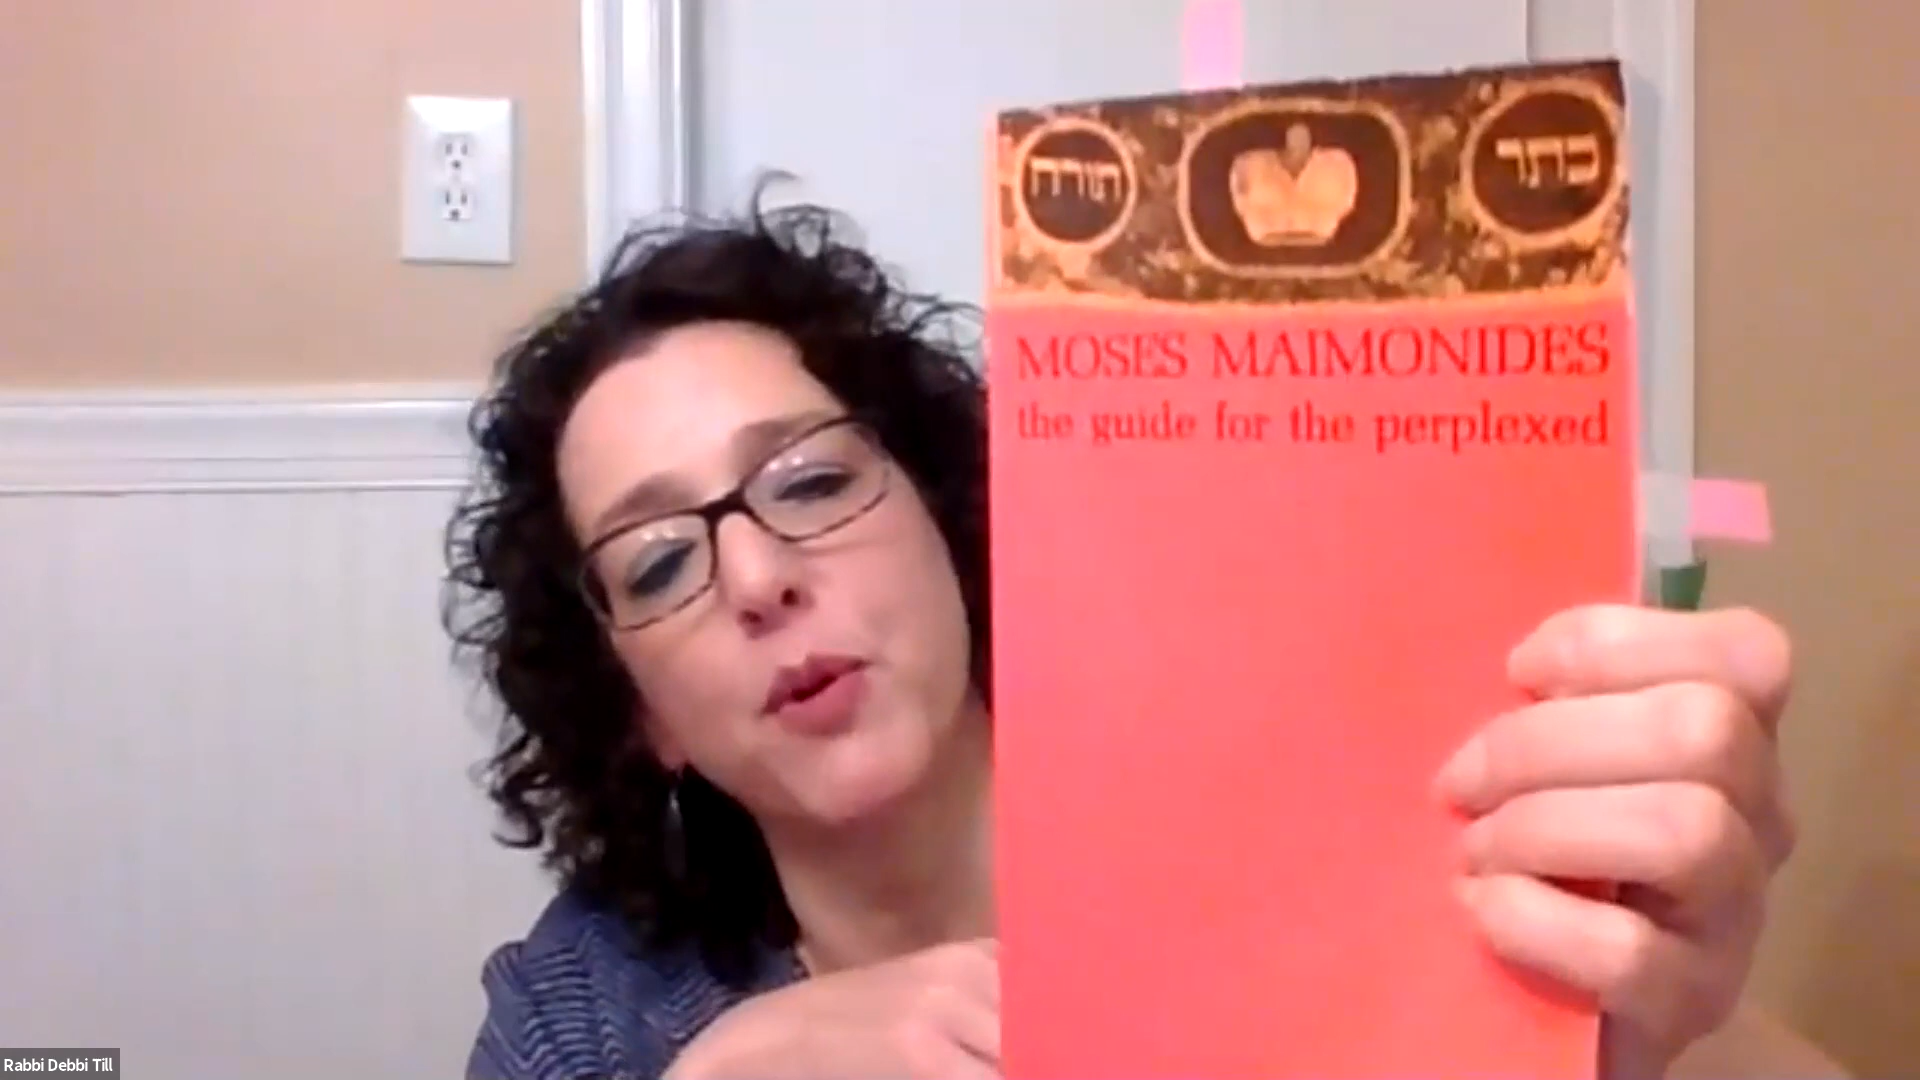 כתר
תורה
MOSES MAIMONIDES
the guide for the perplexed
Rabbi Debbi Till